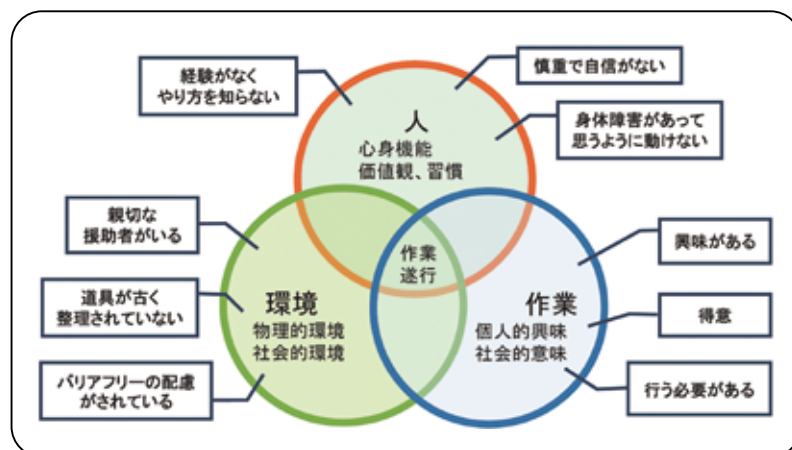 経験がなく
やり方を知らない
慎重で自信がない
身体障害があって
思うように動けない
人
心身機能
価値観、習慣
親切な
援助者がいる
道具が古く
整理されていない
バリアフリーの配慮
がされている
環境
物理的環境
社会的環境
作業
遂行
作業
個人的興味
社会的意味
興味がある
得意
行う必要がある